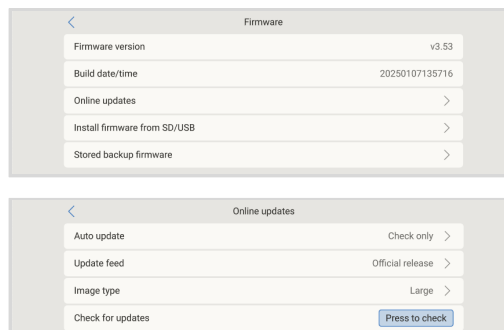 Firmware
Firmware version v3.53
Build date/time 20250107135716
Online updates
Install firmware from SD/USB
Stored backup firmware
Online updates
Auto update Check only
Update feed Official release
Image type Large
Check for updates Press to check